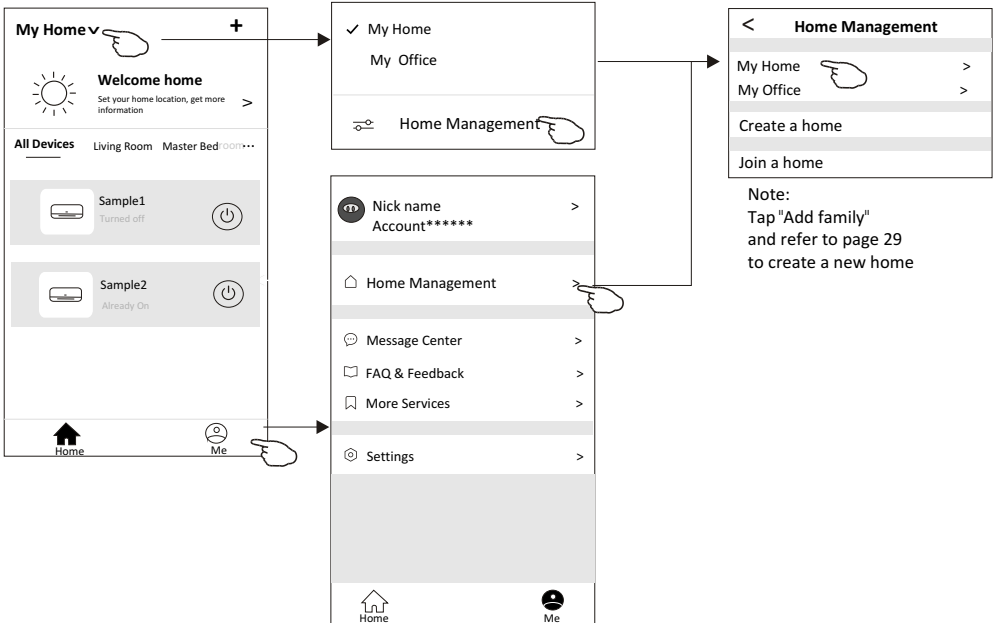 My Home
+
Welcome home
Set your home location, get more
information
>
All Devices Living Room Master Bedroom...
Sample1
Turned off
Sample2
Already On
Home
Me
✓ My Home
My Office
Home Management
Nick name >
Account******
Home Management >
Message Center >
FAQ & Feedback >
More Services >
Settings >
Home
Me
< Home Management
My Home >
My Office >
Create a home
Join a home
Note:
Tap "Add family"
and refer to page 29
to create a new home